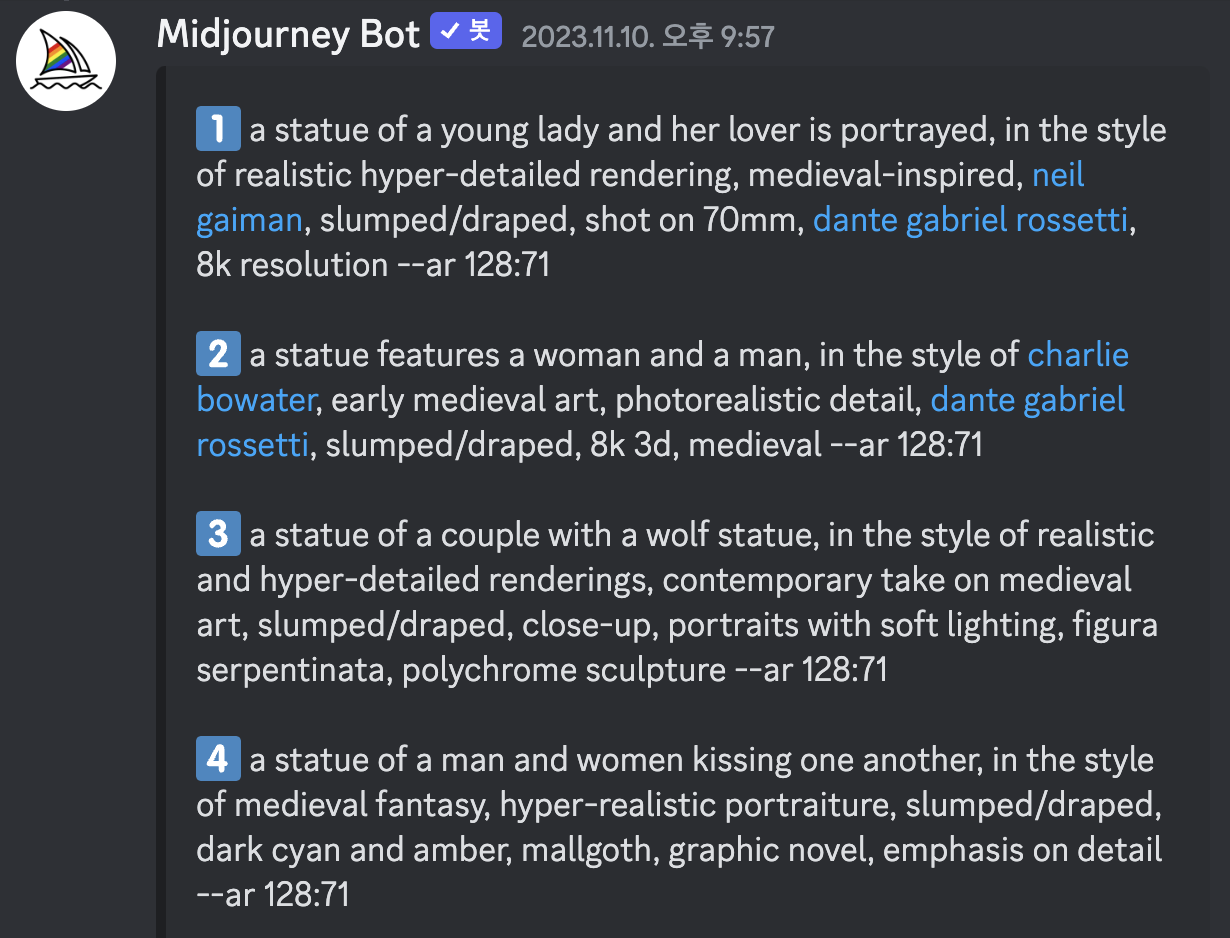 Midjourney Bot ✓ 봇 2023.11.10. 오후 9:57
1 a statue of a young lady and her lover is portrayed, in the style
of realistic hyper-detailed rendering, medieval-inspired, neil
gaiman, slumped/draped, shot on 70mm, dante gabriel rossetti,
8k resolution --ar 128:71
2 a statue features a woman and a man, in the style of charlie
bowater, early medieval art, photorealistic detail, dante gabriel
rossetti, slumped/draped, 8k 3d, medieval --ar 128:71
3 a statue of a couple with a wolf statue, in the style of realistic
and hyper-detailed renderings, contemporary take on medieval
art, slumped/draped, close-up, portraits with soft lighting, figura
serpentinata, polychrome sculpture --ar 128:71
4 a statue of a man and women kissing one another, in the style
of medieval fantasy, hyper-realistic portraiture, slumped/draped,
dark cyan and amber, mallgoth, graphic novel, emphasis on detail
--ar 128:71